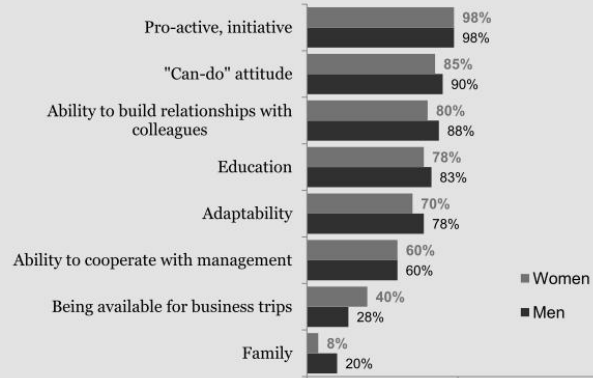 Pro-active, initiative
98%
98%
"Can-do" attitude
85%
90%
Ability to build relationships with
colleagues
80%
88%
Education
78%
83%
Adaptability
70%
78%
Ability to cooperate with management
60%
60%
Being available for business trips
40%
28%
Family
8%
20%
Women
Men